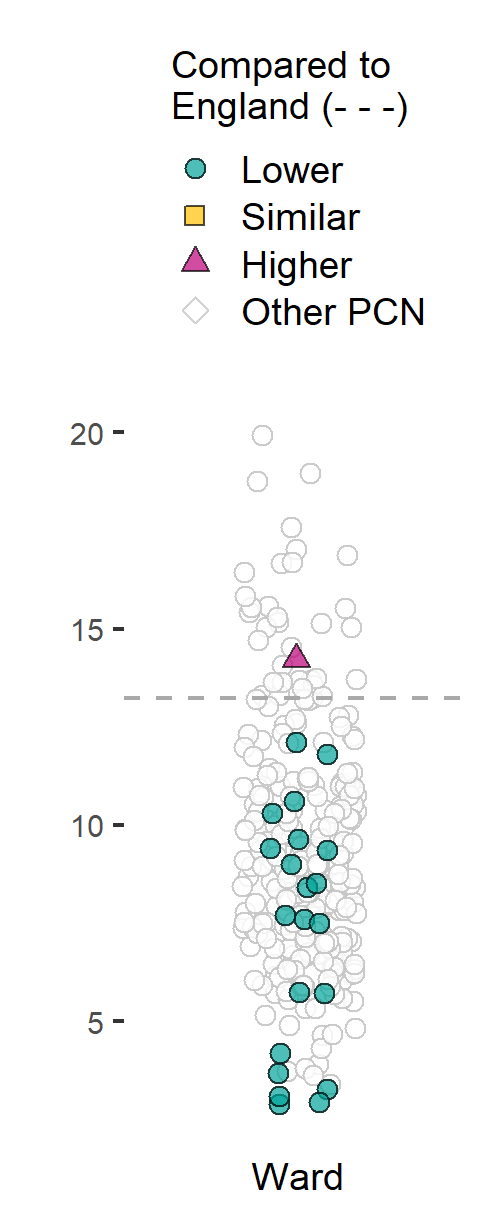 Compared to
England (- - -)
Lower
Similar
Higher
Other PCN
20
15
10
5
Ward